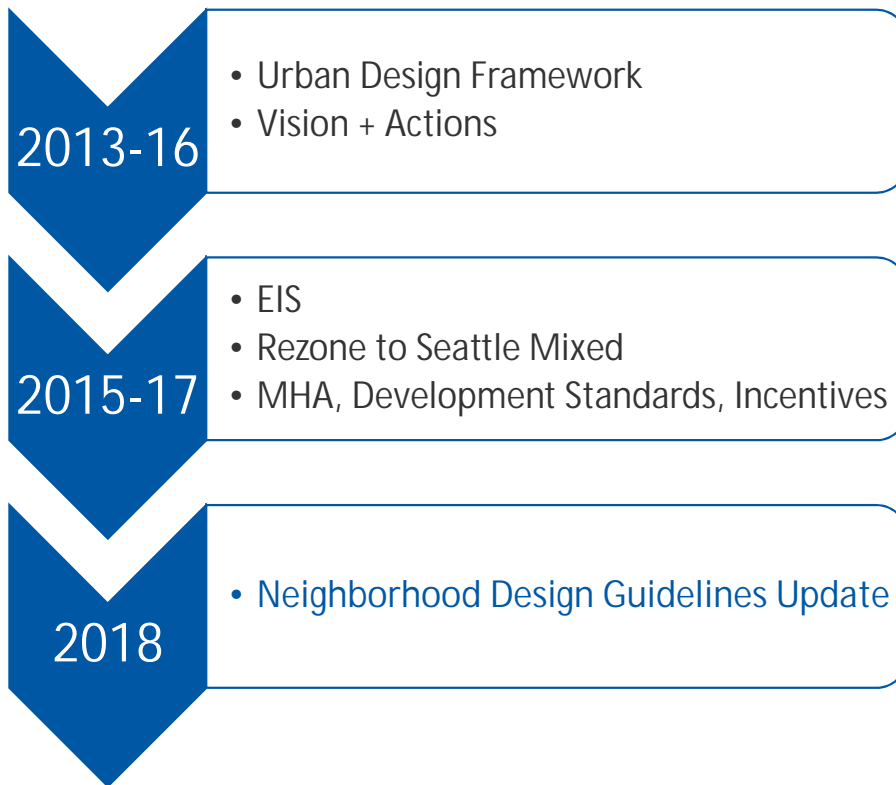 2013-16
• Urban Design Framework
• Vision + Actions
2015-17
• EIS
• Rezone to Seattle Mixed
• MHA, Development Standards, Incentives
2018
• Neighborhood Design Guidelines Update